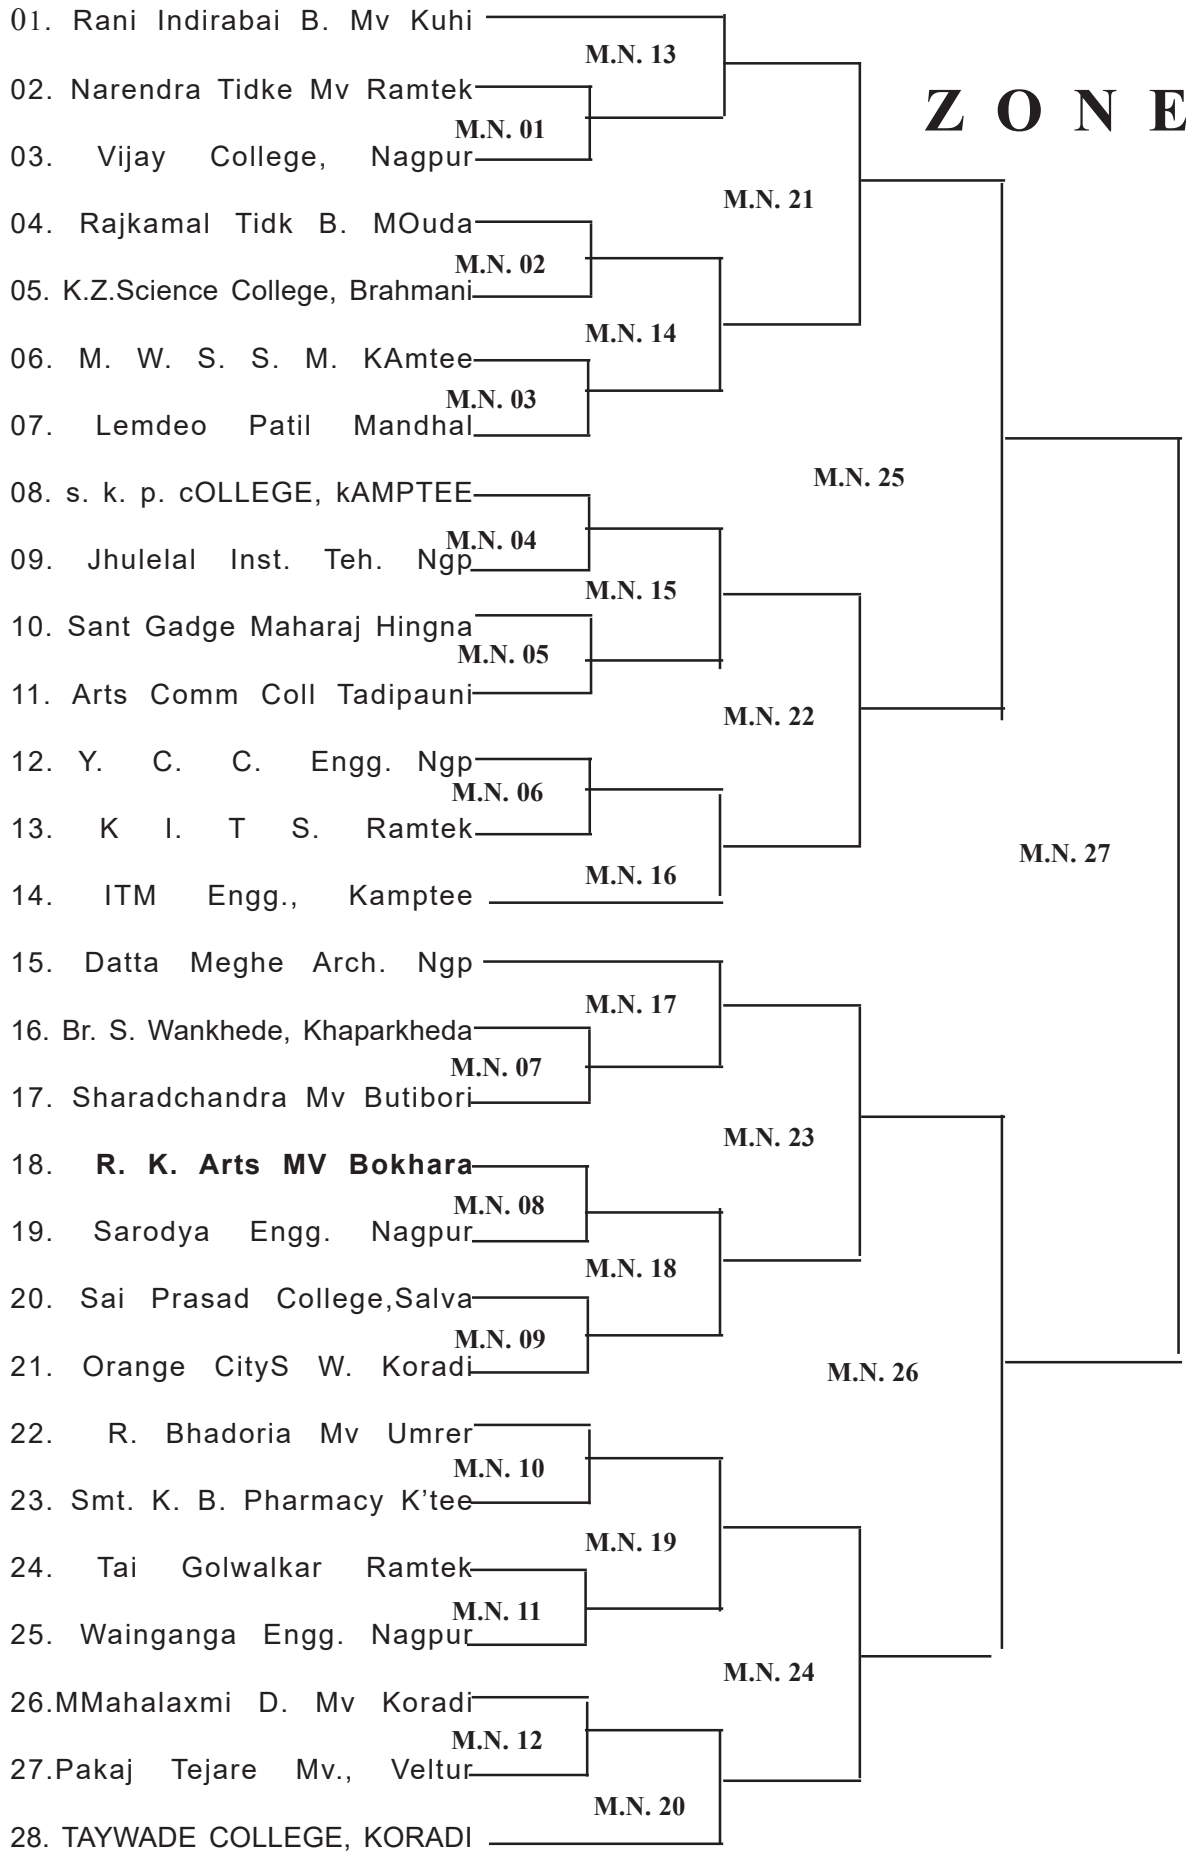 01. Rani Indirabai B. Mv Kuhi
M.N. 13
Z O N E
02. Narendra Tidke Mv Ramtek
M.N. 01
03. Vijay College, Nagpur
M.N. 21
04. Rajkamal Tidk B. MOuda
M.N. 02
05. K.Z.Science College, Brahmani
M.N. 14
06. M. W. S. S. M. KAmtee
M.N. 03
07. Lemdeo Patil Mandhal
M.N. 25
08. s. k. p. cOLLEGE, kAMPTEE
M.N. 04
09. Jhulelal Inst. Teh. Ngp
M.N. 15
10. Sant Gadge Maharaj Hingna
M.N. 05
11. Arts Comm Coll Tadipauni
M.N. 22
12. Y. C. C. Engg. Ngp
M.N. 06
13. K I. T S. Ramtek
M.N. 27
M.N. 16
14. ITM Engg., Kamptee
15. Datta Meghe Arch. Ngp
M.N. 17
16. Br. S. Wankhede, Khaparkheda
M.N. 07
17. Sharadchandra Mv Butibori
M.N. 23
18. R. K. Arts MV Bokhara
M.N. 08
19. Sarodya Engg. Nagpur
M.N. 18
20. Sai Prasad College,Salva
M.N. 09
21. Orange CityS W. Koradi
M.N. 26
22. R. Bhadoria Mv Umrer
M.N. 10
23. Smt. K. B. Pharmacy K'tee
M.N. 19
24. Tai Golwalkar Ramtek
M.N. 11
25. Wainganga Engg. Nagpur
M.N. 24
26.MMahalaxmi D. Mv Koradi
M.N. 12
27.Pakaj Tejare Mv., Veltur
M.N. 20
28. TAYWADE COLLEGE, KORADI